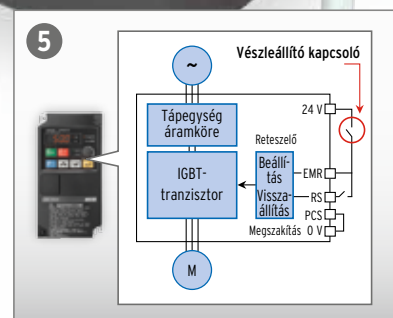 5
Vészleállító kapcsoló
~
24 V
Tápegység
áramköre
Reteszelő
IGBT-
tranzisztor
Beállí-
tás
Vissza-
állítás
EMR
RS
PCS
Megszakítás 0 V
M